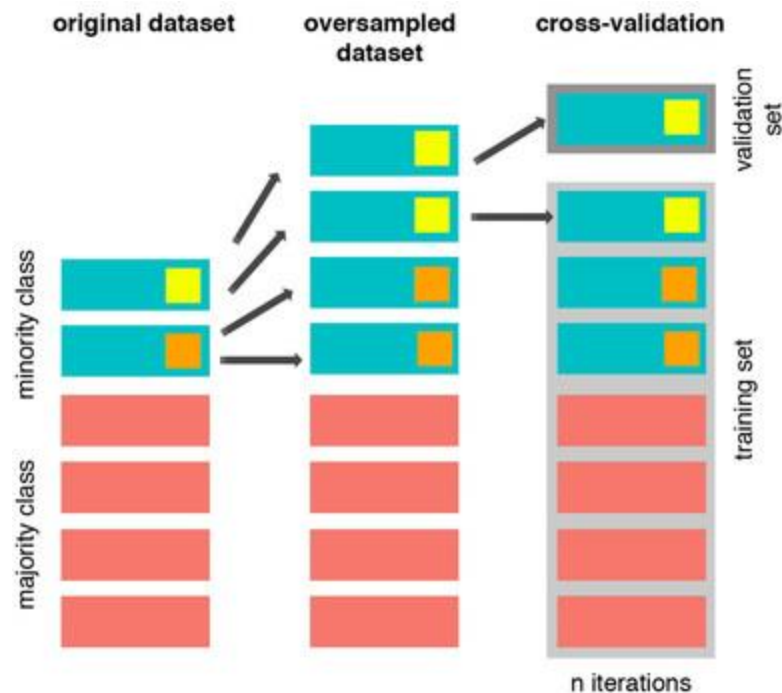 original dataset
oversampled
dataset
cross-validation
minority class
majority class
validation
set
training set
n iterations